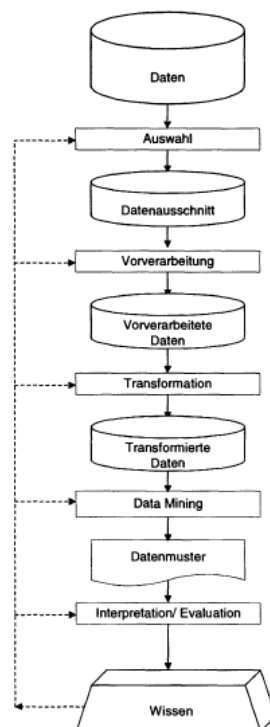 Daten
Auswahl
Datenausschnitt
Vorverarbeitung
Vorverarbeitete
Daten
Transformation
Transformierte
Daten
Data Mining
Datenmuster
Interpretation/ Evaluation
Wissen